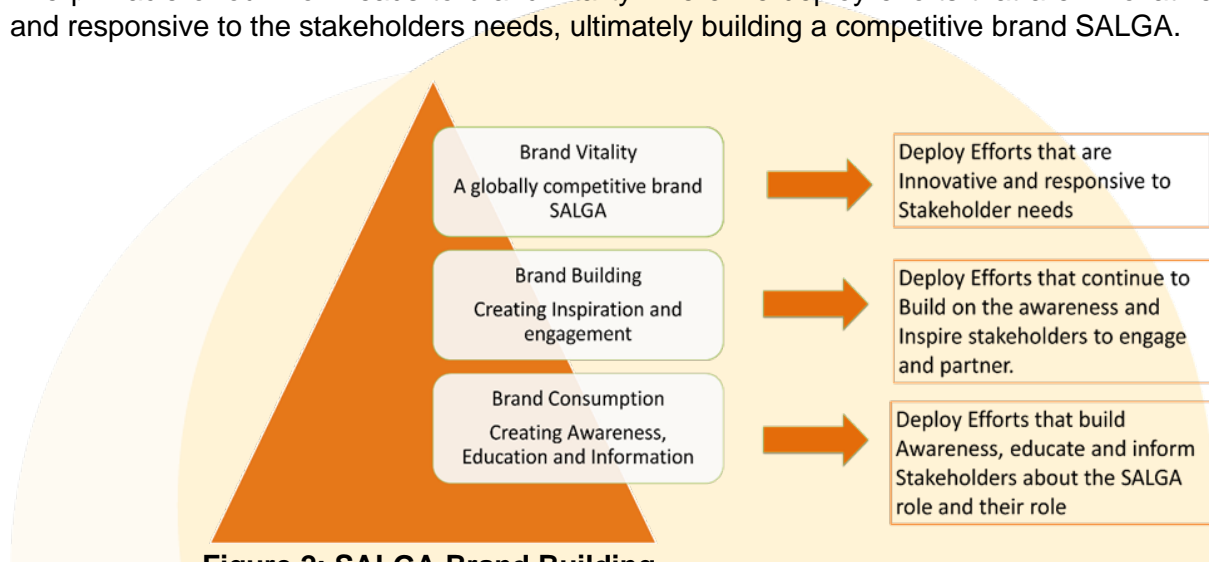 and responsive to the stakeholders needs, ultimately building a competitive brand SALGA.
Brand Vitality
A globally competitive brand
SALGA
Deploy Efforts that are
Innovative and responsive to
Stakeholder needs
Brand Building
Creating Inspiration and
engagement
Deploy Efforts that continue to
Build on the awareness and
Inspire stakeholders to engage
and partner.
Brand Consumption
Creating Awareness,
Education and Information
Deploy Efforts that build
Awareness, educate and inform
Stakeholders about the SALGA
role and their role
SALGA Brand Building